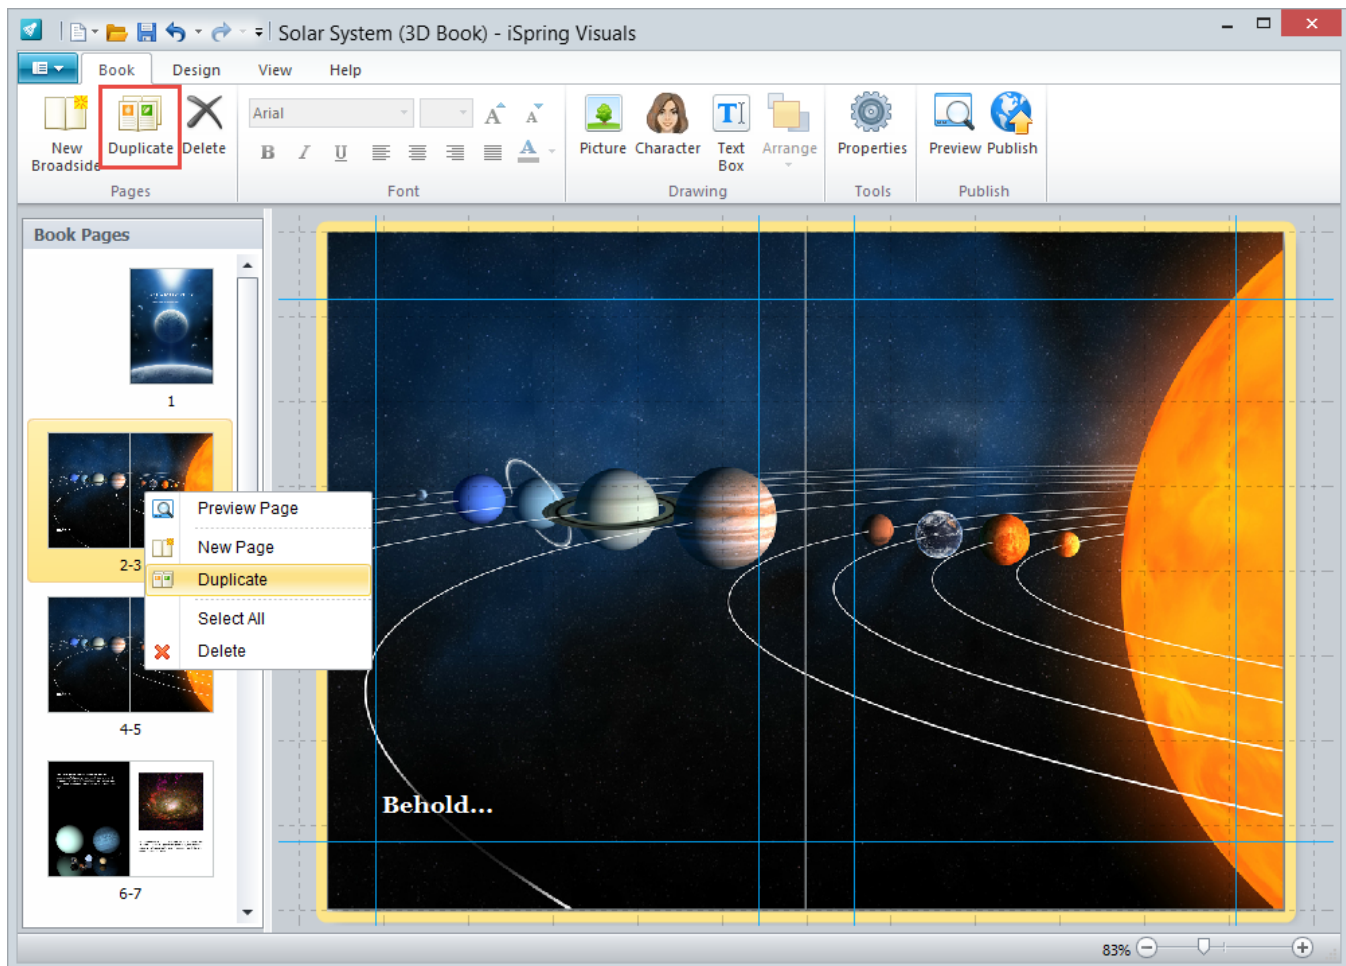 Solar System (3D Book) - iSpring Visuals
Book Design View Help
Arial
New Broadside
Duplicate
Delete
B I U
A A A
Picture
Character
Text Box
Arrange
Properties
Preview
Publish
Pages Font Drawing Tools Publish
Book Pages
1
2-3
Preview Page
New Page
Duplicate
Select All
Delete
4-5
6-7
Behold...
83%